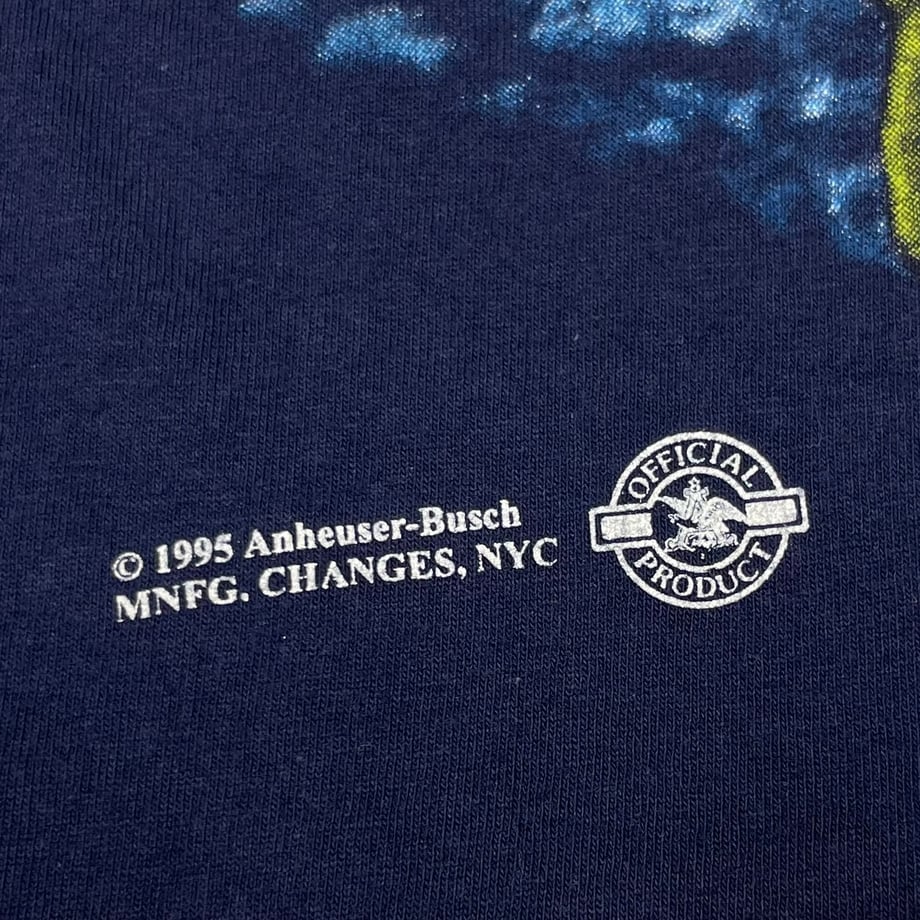 © 1995 Anheuser-Busch
MNFG. CHANGES, NYC
OFFICIAL
PRODUCT